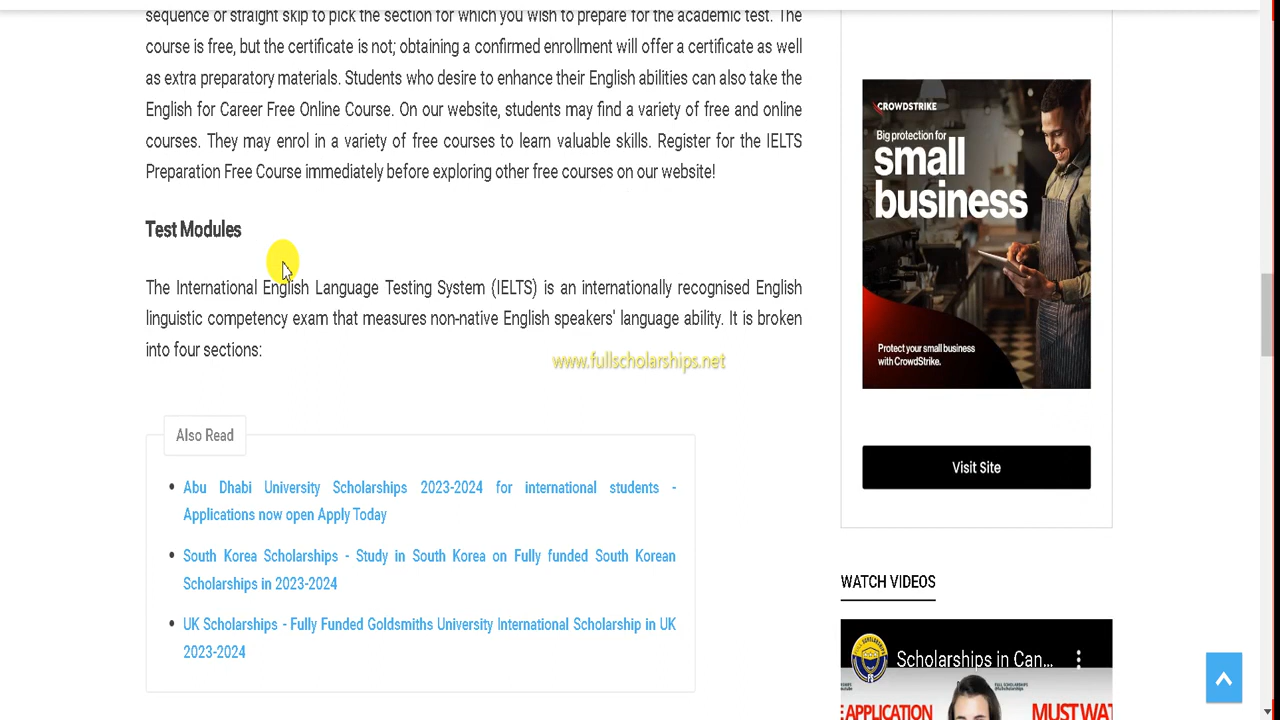 sequence or straight skip to pick the section for which you wish to prepare for the academic test. The
course is free, but the certificate is not; obtaining a confirmed enrollment will offer a certificate as well
as extra preparatory materials. Students who desire to enhance their English abilities can also take the
English for Career Free Online Course. On our website, students may find a variety of free and online
courses. They may enrol in a variety of free courses to learn valuable skills. Register for the IELTS
Preparation Free Course immediately before exploring other free courses on our website!
Test Modules
The International English Language Testing System (IELTS) is an internationally recognised English
linguistic competency exam that measures non-native English speakers' language ability. It is broken
into four sections:
www.fullscholarships.net
Also Read
Abu Dhabi University Scholarships 2023-2024 for international students -
Applications now open Apply Today
South Korea Scholarships - Study in South Korea on Fully funded South Korean
Scholarships in 2023-2024
UK Scholarships - Fully Funded Goldsmiths University International Scholarship in UK
2023-2024
CROWDSTRIKE
Big protection for
small
business
Protect your small business
with CrowdStrike.
Visit Site
WATCH VIDEOS
Scholarships in Can...
APPLICATION
MUST WAT